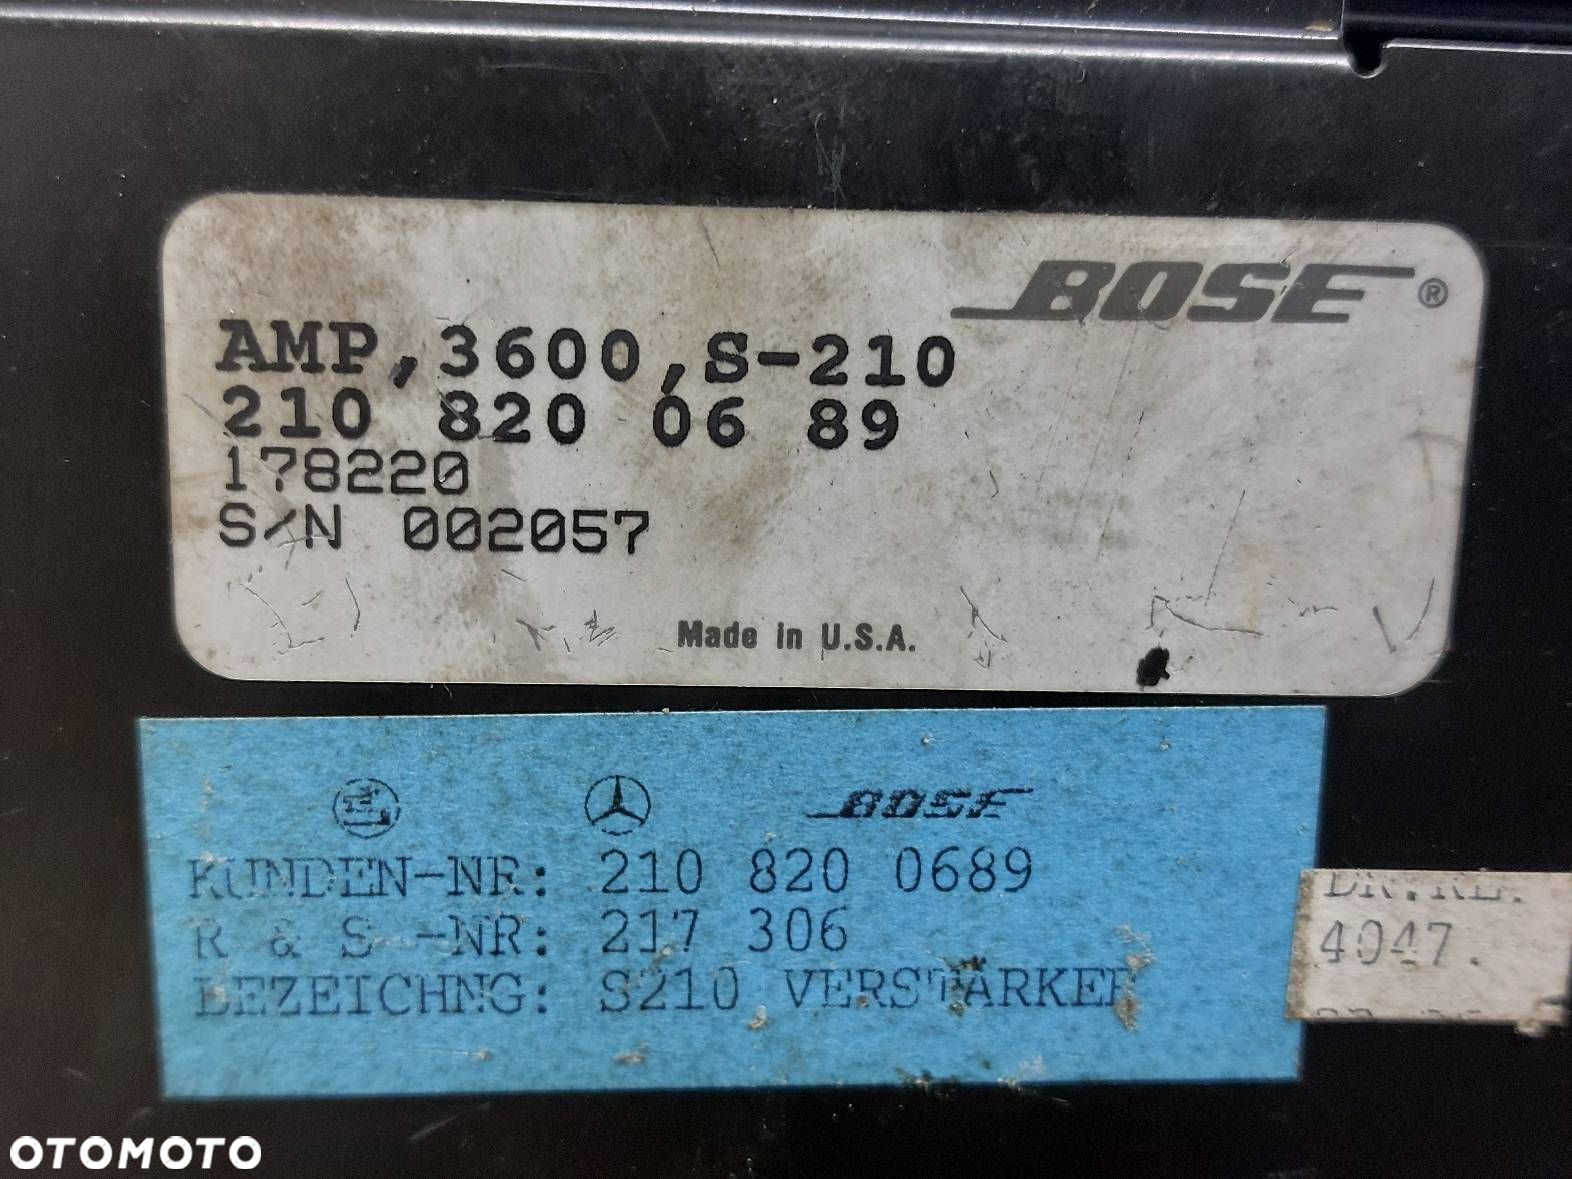 BOSE®
AMP,3600,S-210
210 820 06 89
178220
S/N 002057
Made in U.S.A.
BOSE
KUNDEN-NR: 210 820 0689
R & S -NR: 217 306
BEZEICHNG: S210 VERSTÄRKER
4047.
OTOMOTO